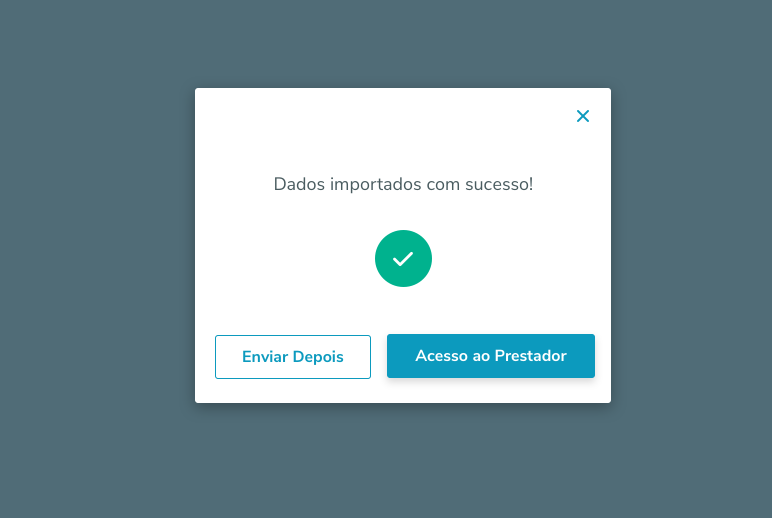 Dados importados com sucesso!
Enviar Depois
Acesso ao Prestador